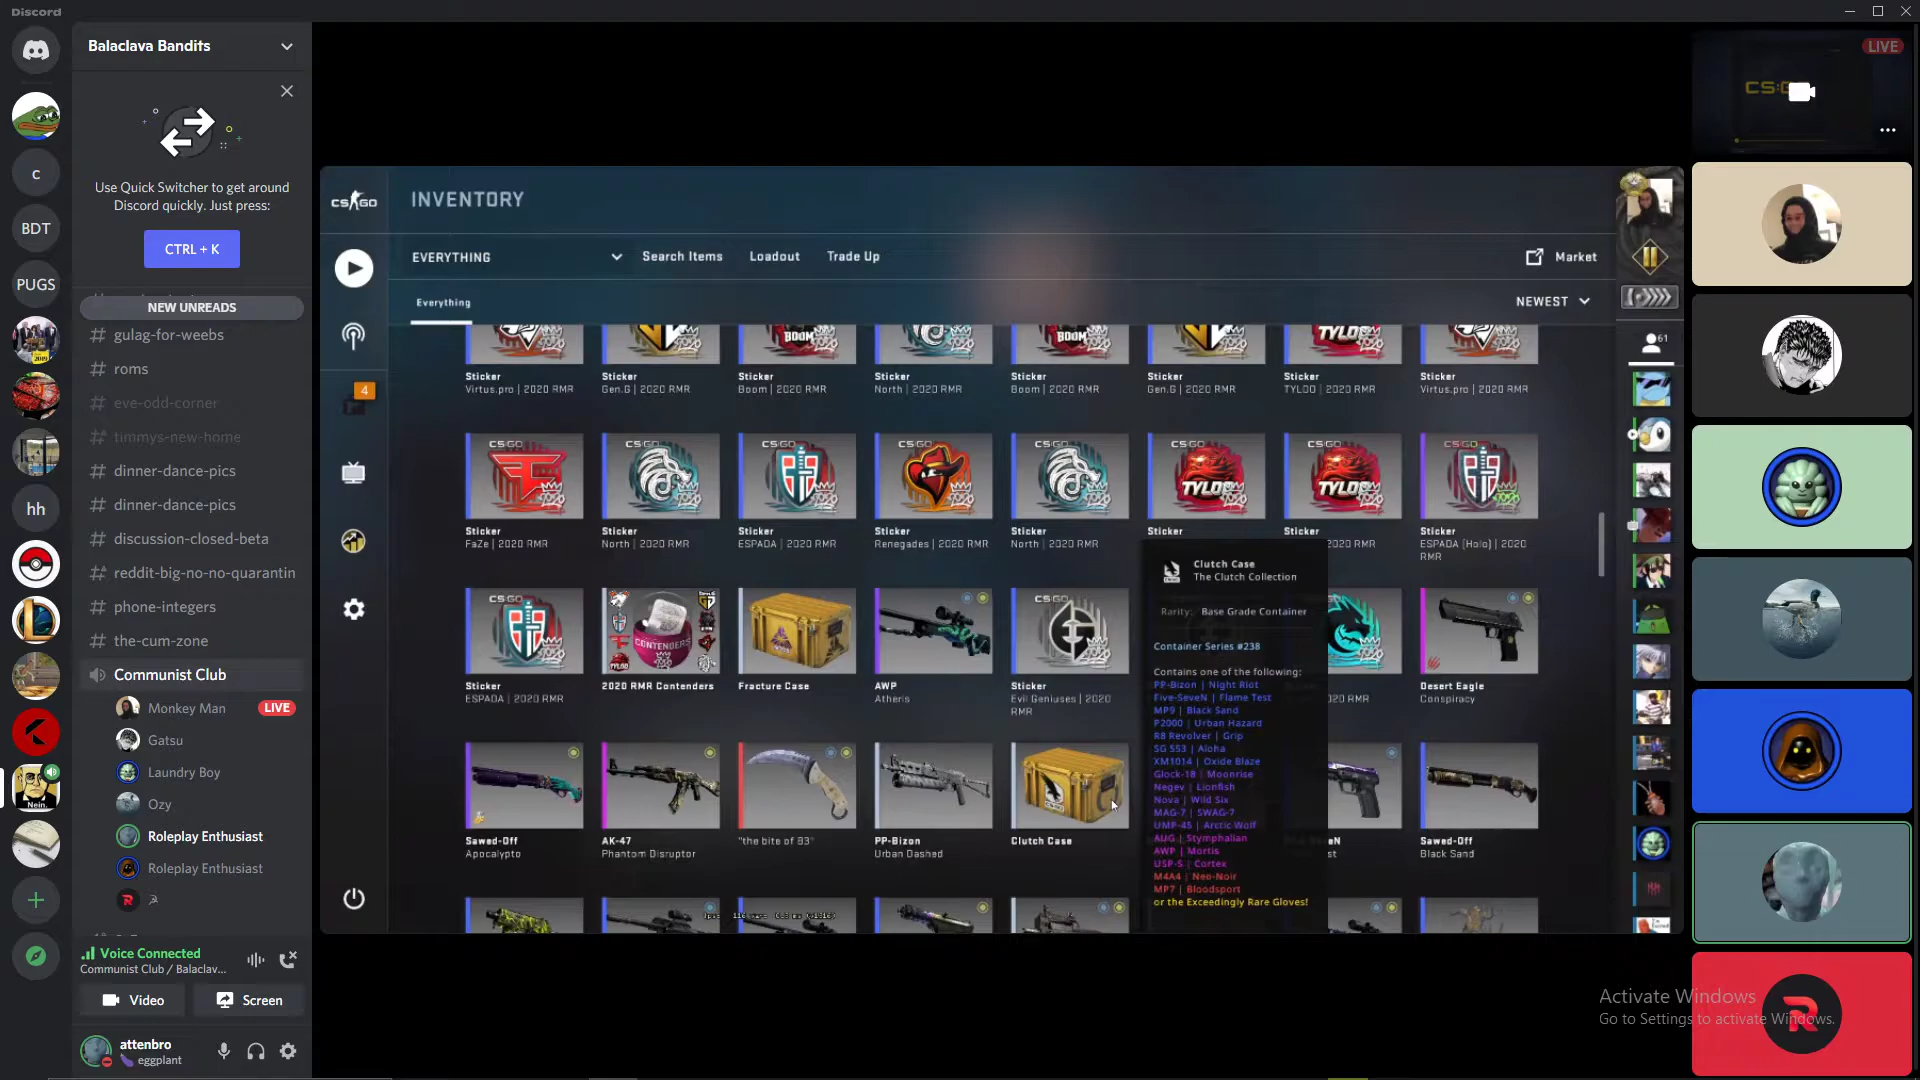 Discord
Balaclava Bandits
Use Quick Switcher to get around
Discord quickly. Just press:
CTRL + K
NEW UNREADS
gulag-for-weebs
roms
eve-odd-corner
timmys-new-home
dinner-dance-pics
dinner-dance-pics
discussion-closed-beta
reddit-big-no-no-quarantin
phone-integers
the-cum-zone
Communist Club
Monkey Man LIVE
Gatsu
Laundry Boy
Ozy
Roleplay Enthusiast
Roleplay Enthusiast
Voice Connected
Communist Club / Balaclav...
Video Screen
attenbro
eggplant
c
BDT
PUGS
hh
Nein.
CS:GO
INVENTORY
EVERYTHING Search Items Loadout Trade Up Market
Everything NEWEST
4
61
Sticker Sticker Sticker Sticker Sticker Sticker Sticker Sticker
Virtus.pro | 2020 RMR Gen.G | 2020 RMR Boom | 2020 RMR North | 2020 RMR Boom | 2020 RMR Gen.G | 2020 RMR TYLOO | 2020 RMR Virtus.pro | 2020 RMR
Sticker Sticker Sticker Sticker Sticker Sticker Sticker Sticker
FaZe | 2020 RMR North | 2020 RMR ESPADA | 2020 RMR Renegades | 2020 RMR North | 2020 RMR 2020 RMR ESPADA (Holo) | 2020
RMR
Sticker 2020 RMR Contenders Fracture Case AWP Sticker Desert Eagle
ESPADA | 2020 RMR Atheris Evil Geniuses | 2020 2020 RMR Conspiracy
RMR
Sawed-Off AK-47 "the bite of 83" PP-Bizon Clutch Case Sawed-Off
Apocalypto Phantom Disruptor Urban Dashed Black Sand
Clutch Case
The Clutch Collection
Rarity: Base Grade Container
Container Series #238
Contains one of the following:
PP-Bizon | Night Riot
Five-SeveN | Flame Test
MP9 | Black Sand
P2000 | Urban Hazard
R8 Revolver | Grip
SG 553 | Aloha
XM1014 | Oxide Blaze
Glock-18 | Moonrise
Negev | Lionfish
Nova | Wild Six
MAG-7 | SWAG-7
UMP-45 | Arctic Wolf
AUG | Stymphalian
AWP | Mortis
USP-S | Cortex
M4A4 | Neo-Noir
MP7 | Bloodsport
or the Exceedingly Rare Gloves!
LIVE
Activate Windows
Go to Settings to activate Windows.